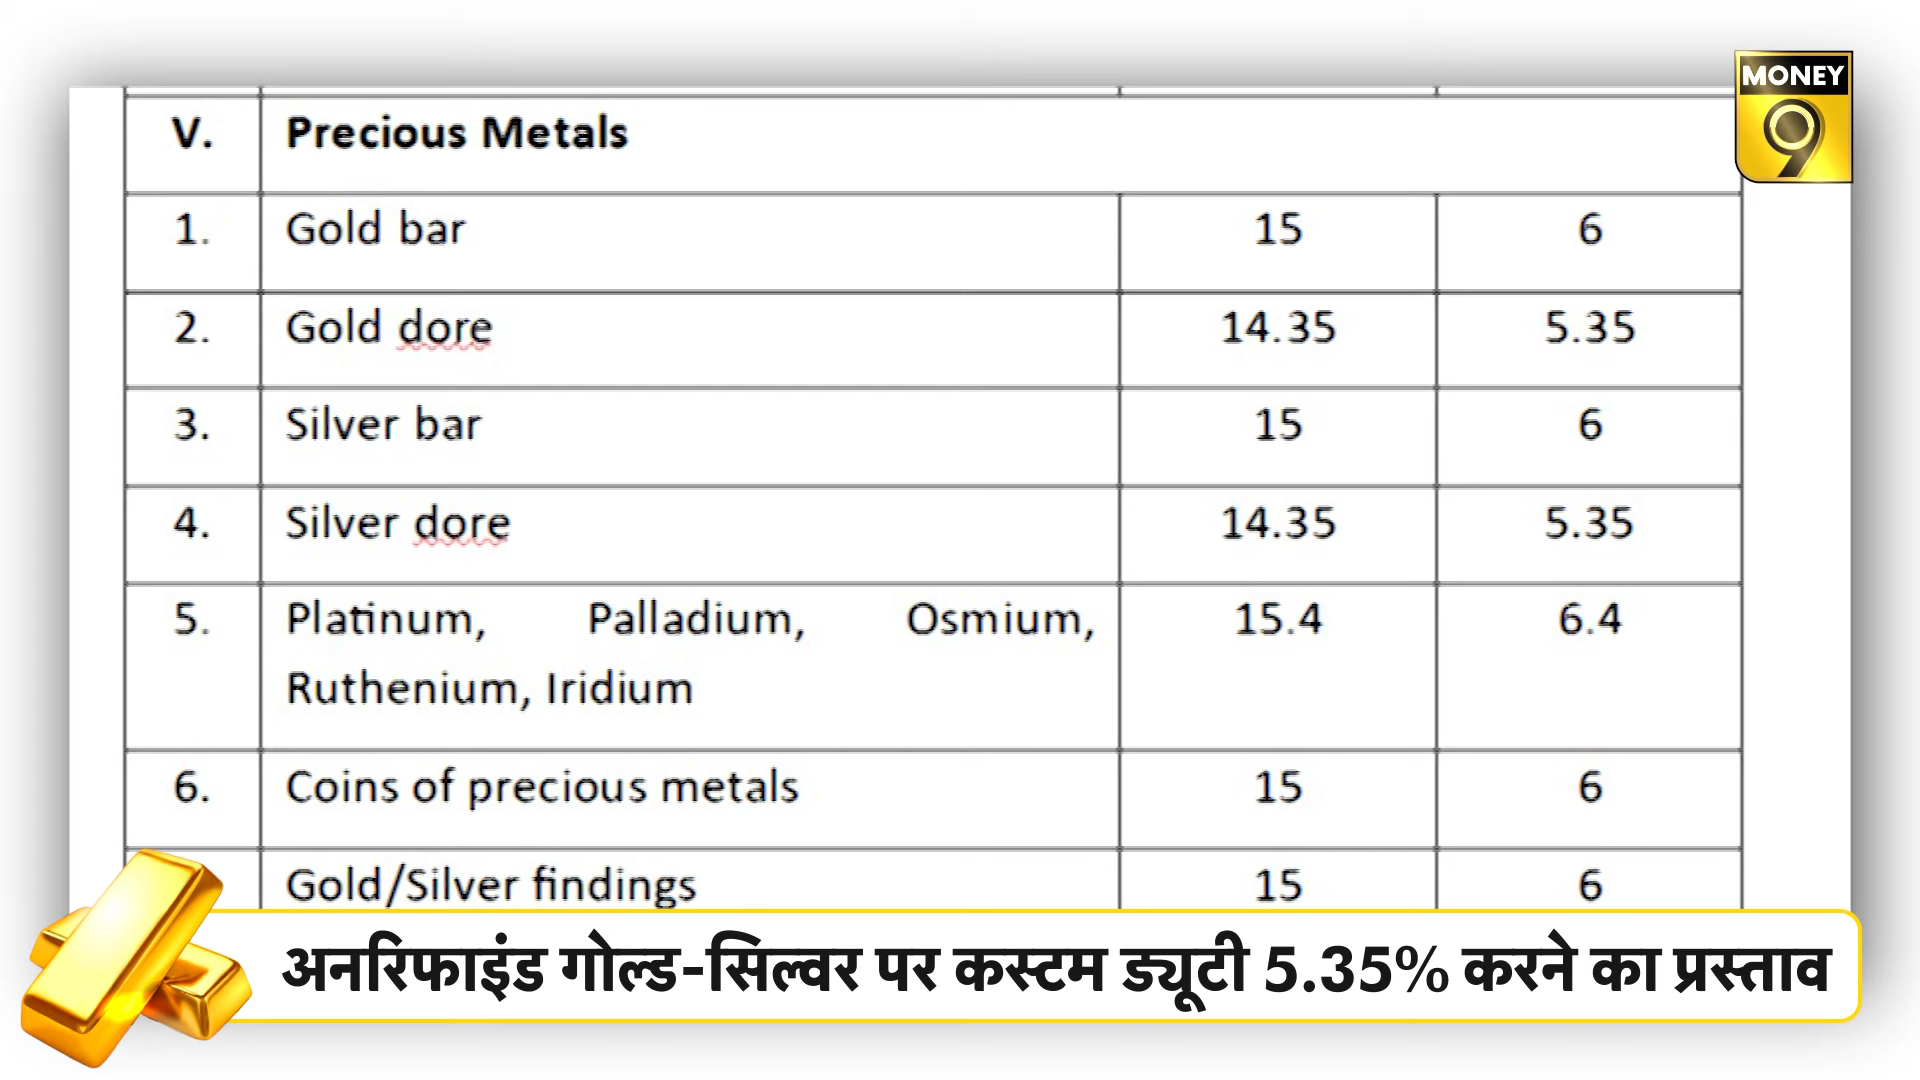 MONEY
9
V. Precious Metals
1. Gold bar 15 6
2. Gold dore 14.35 5.35
3. Silver bar 15 6
4. Silver dore 14.35 5.35
5. Platinum, Palladium, Osmium, 15.4 6.4
Ruthenium, Iridium
6. Coins of precious metals 15 6
Gold/Silver findings 15 6
अनरिफाइंड गोल्ड-सिल्वर पर कस्टम ड्यूटी 5.35% करने का प्रस्ताव